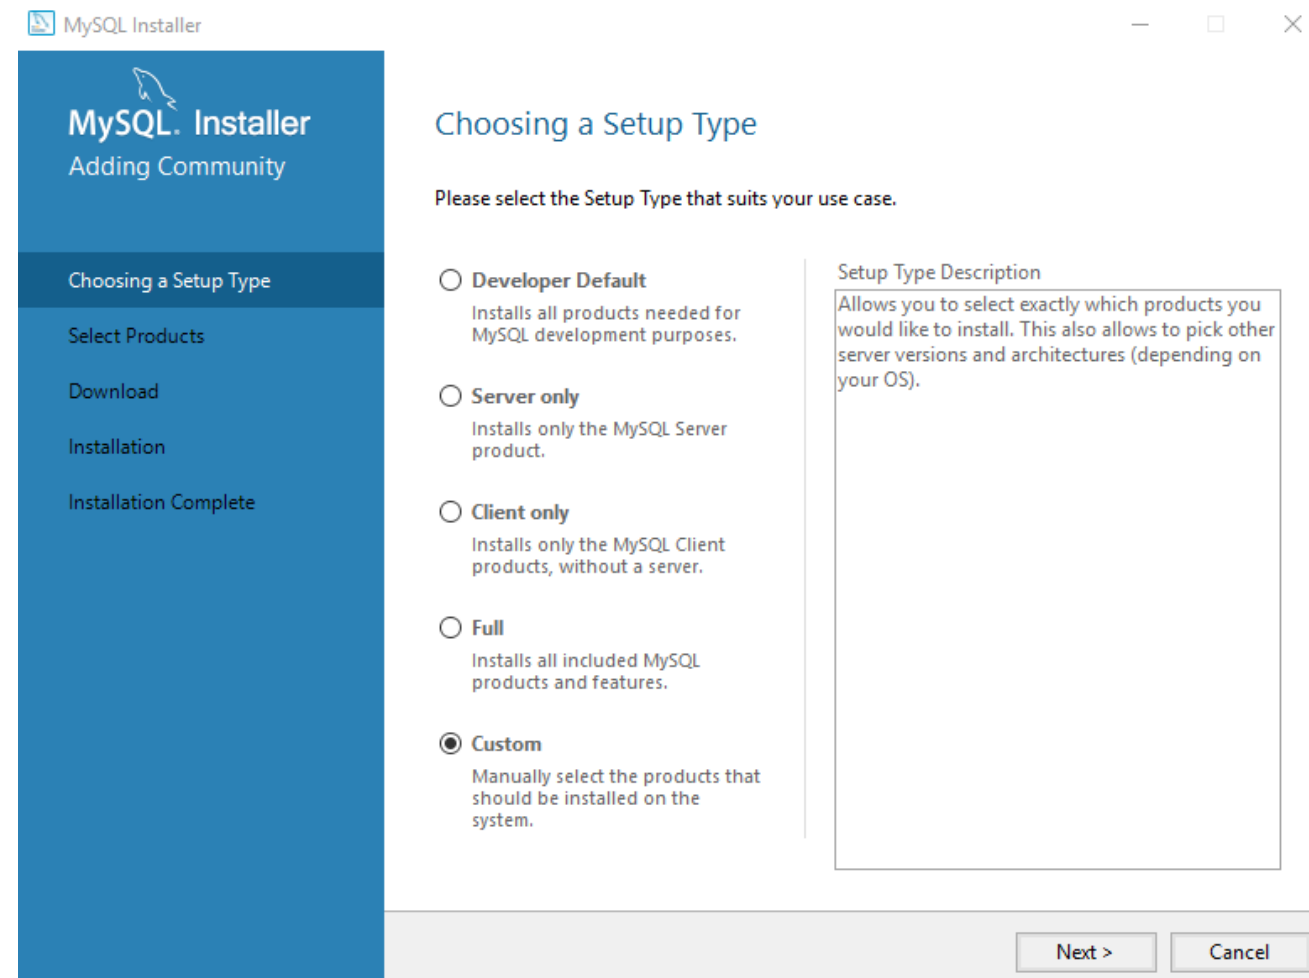 MySQL Installer
MySQL. Installer
Adding Community
Choosing a Setup Type
Select Products
Download
Installation
Installation Complete
Choosing a Setup Type
Please select the Setup Type that suits your use case.
Developer Default
Installs all products needed for
MySQL development purposes.
Server only
Installs only the MySQL Server
product.
Client only
Installs only the MySQL Client
products, without a server.
Full
Installs all included MySQL
products and features.
Custom
Manually select the products that
should be installed on the
system.
Setup Type Description
Allows you to select exactly which products you
would like to install. This also allows to pick other
server versions and architectures (depending on
your OS).
Next >
Cancel